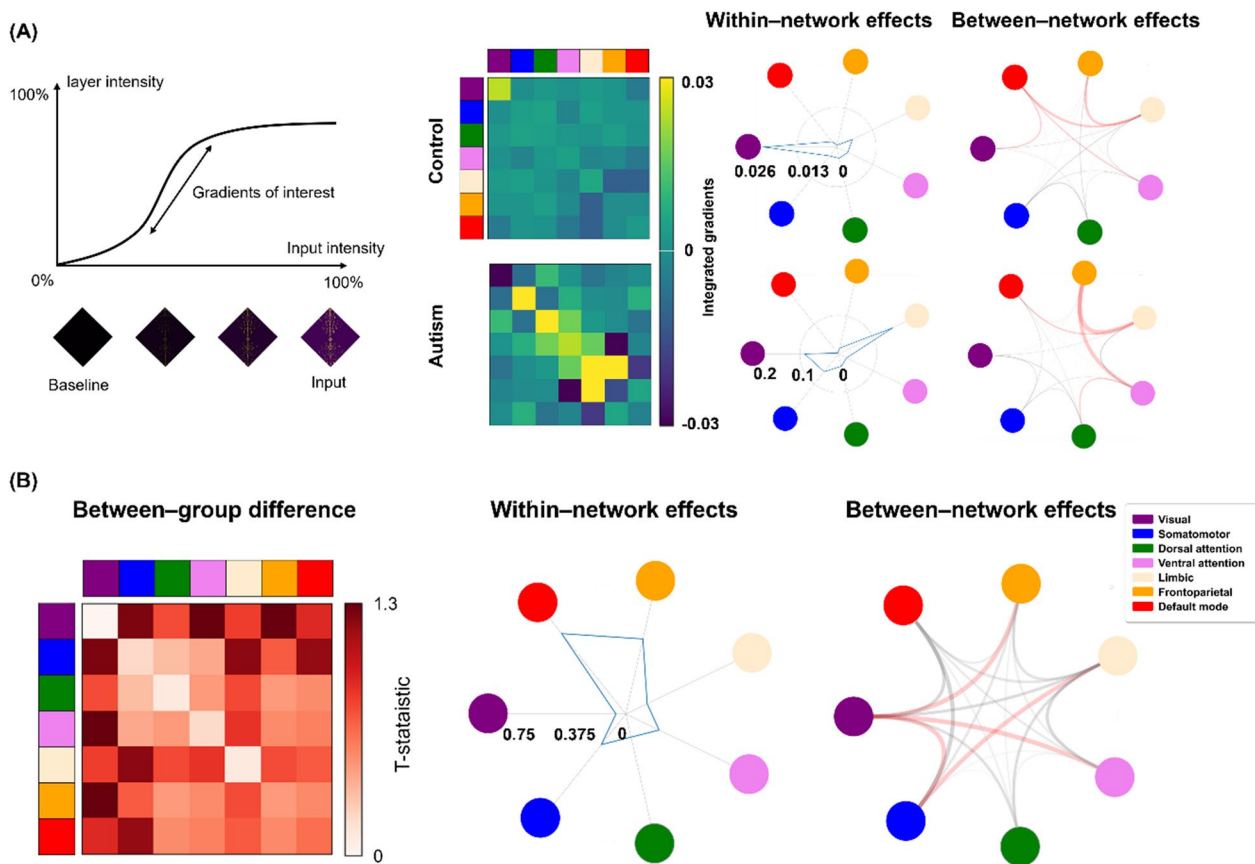 (A)
layer intensity
100%
Gradients of interest
Input intensity
0%
100%
Baseline
Input
Control
Autism
0.03
0
-0.03
Integrated gradients
Within–network effects
Between–network effects
0.026
0.013
0
0.2
0.1
0
(B)
Between–group difference
1.3
0
T-stataistic
Within–network effects
0.75
0.375
0
Between–network effects
Visual
Somatomotor
Dorsal attention
Ventral attention
Limbic
Frontoparietal
Default mode